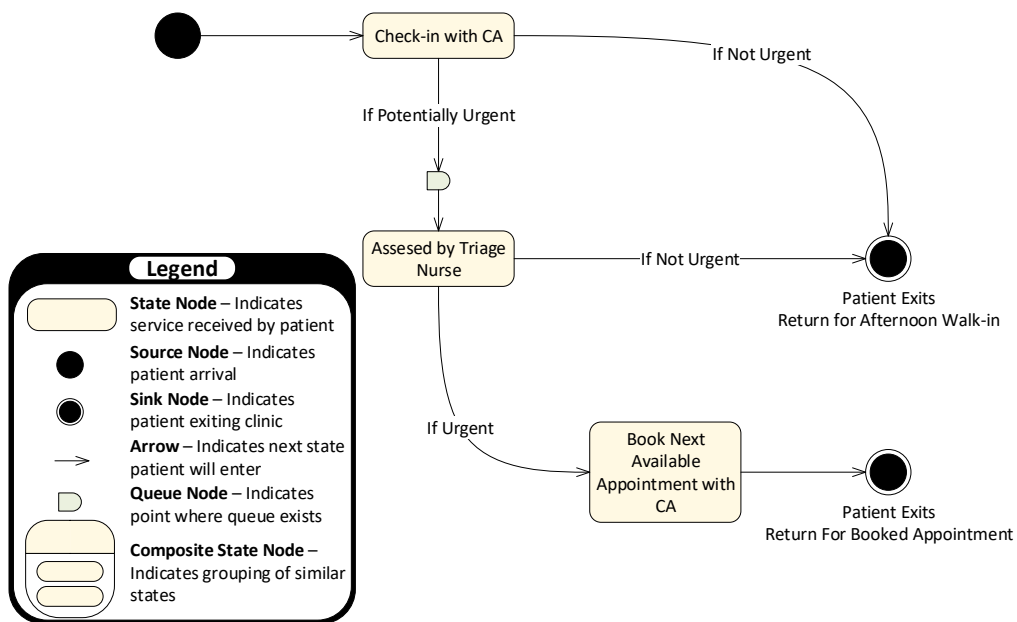 Check-in with CA
If Not Urgent
If Potentially Urgent
Assesed by Triage
Nurse
If Not Urgent
Patient Exits
Return for Afternoon Walk-in
If Urgent
Book Next
Available
Appointment with
CA
Patient Exits
Return For Booked Appointment
Legend
State Node – Indicates
service received by patient
Source Node – Indicates
patient arrival
Sink Node – Indicates
patient exiting clinic
Arrow – Indicates next state
patient will enter
Queue Node – Indicates
point where queue exists
Composite State Node –
Indicates grouping of similar
states